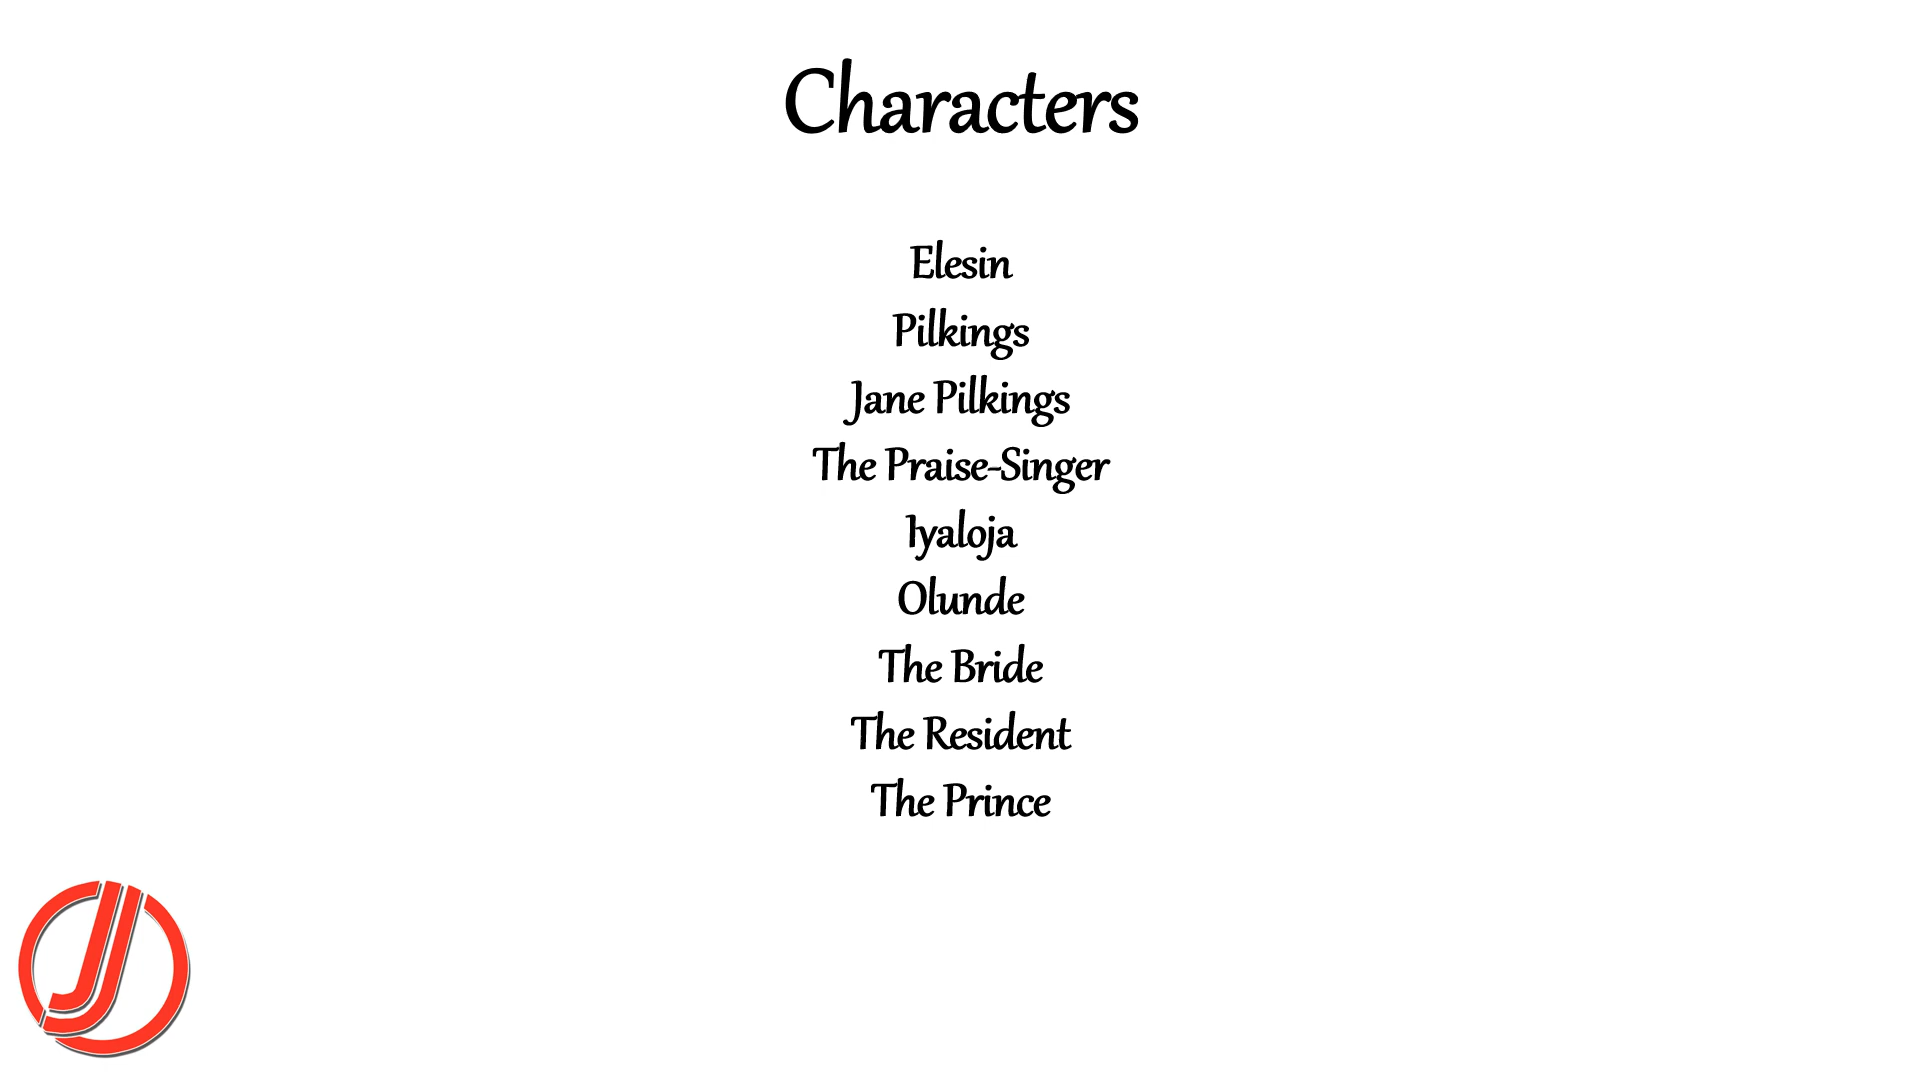 Characters
Elesin
Pilkings
Jane Pilkings
The Praise-Singer
Iyaloja
Olunde
The Bride
The Resident
The Prince